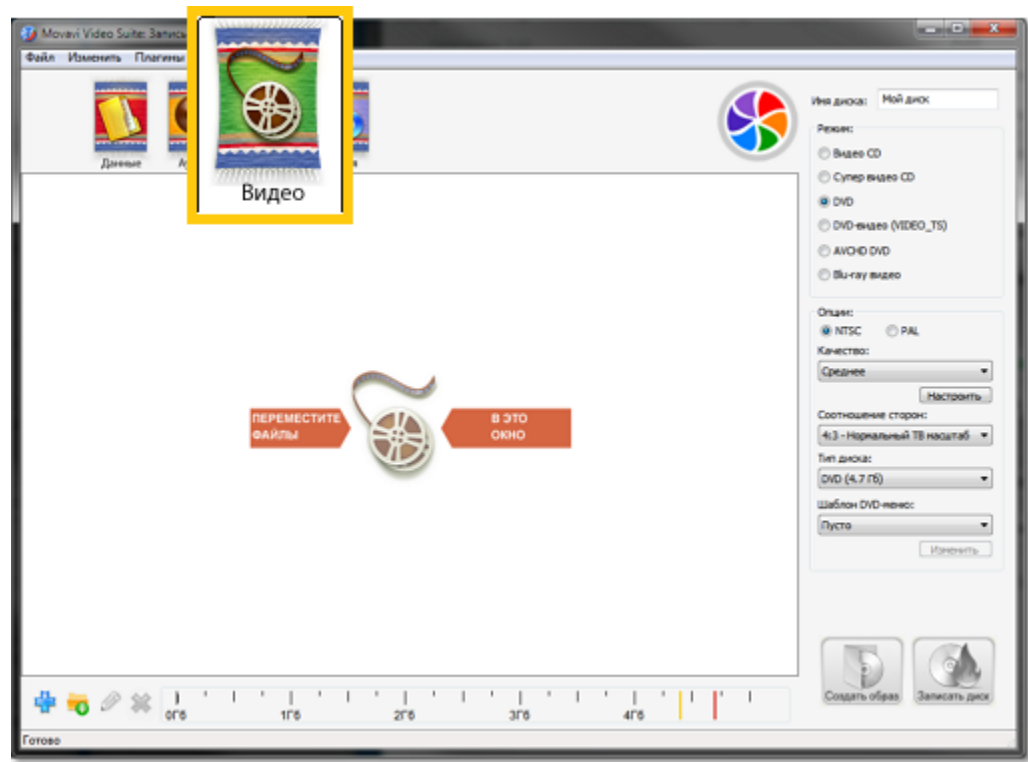 Movavi Video Suite: Запись
Файл Изменить Плагины
Данные
Видео
ПЕРЕМЕСТИТЕ
ФАЙЛЫ
В ЭТО
ОКНО
Имя диска: Мой диск
Режим:
Видео CD
Супер видео CD
DVD
DVD-видео (VIDEO_TS)
AVCHD DVD
Blu-ray видео
Опции:
NTSC PAL
Качество:
Среднее
Настроить
Соотношение сторон:
4:3 - Нормальный ТВ масштаб
Тип диска:
DVD (4.7 Гб)
Шаблон DVD-меню:
Пусто
Изменить
Создать образ Записать диск
0Гб 1Гб 2Гб 3Гб 4Гб
Готово